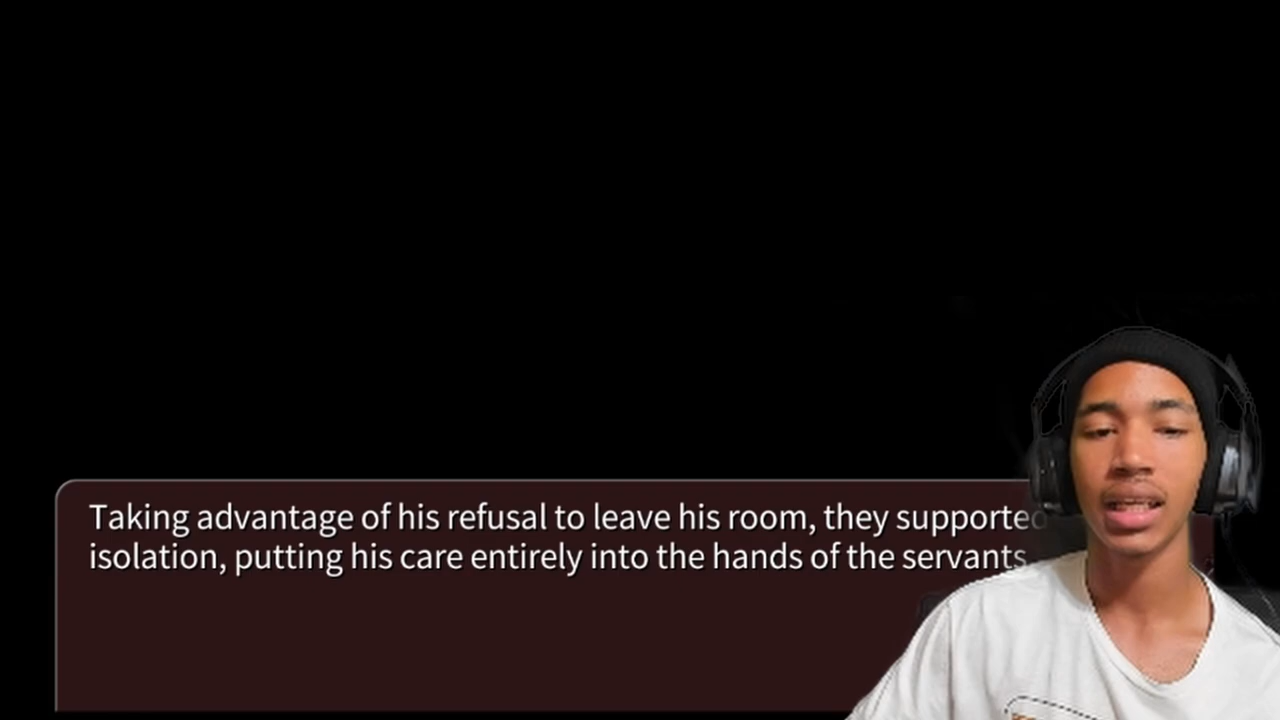 Taking advantage of his refusal to leave his room, they supported
isolation, putting his care entirely into the hands of the servants